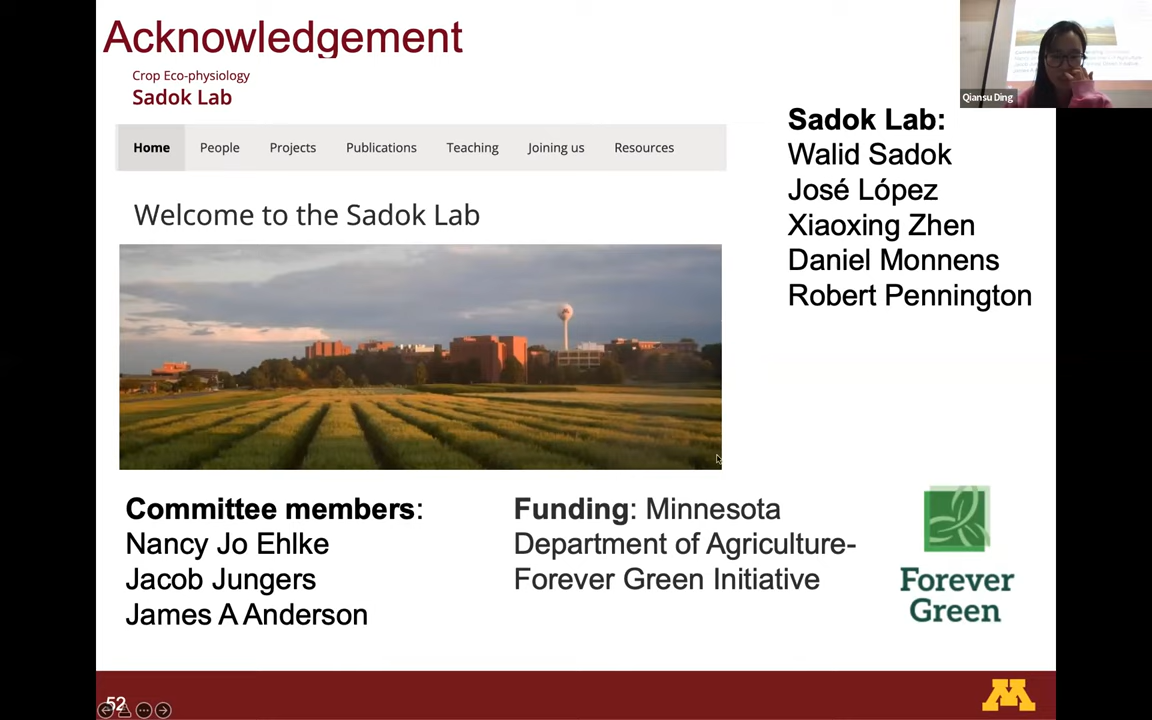 Acknowledgement
Crop Eco-physiology
Sadok Lab
Home People Projects Publications Teaching Joining us Resources
Welcome to the Sadok Lab
Qiansu Ding
Sadok Lab:
Walid Sadok
José López
Xiaoxing Zhen
Daniel Monnens
Robert Pennington
Committee members:
Nancy Jo Ehlke
Jacob Jungers
James A Anderson
Funding: Minnesota
Department of Agriculture-
Forever Green Initiative
Forever
Green
52
M